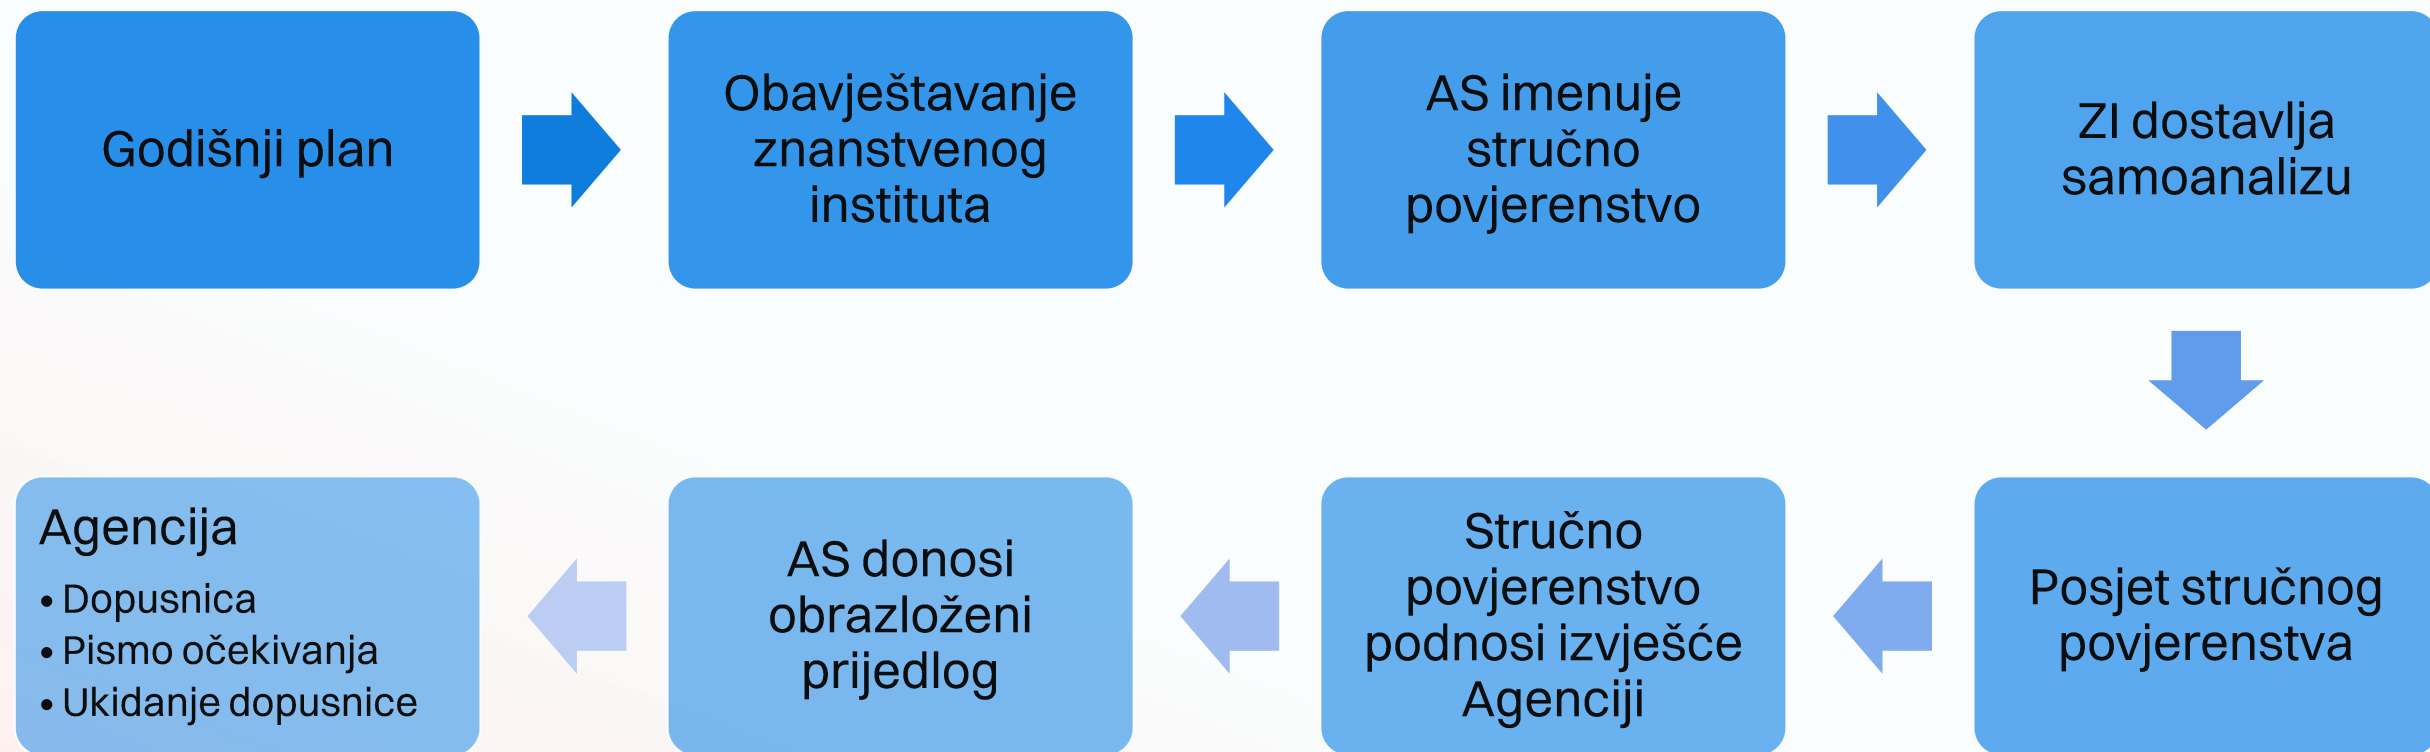 Godišnji plan
Obavještavanje
znanstvenog
instituta
AS imenuje
stručno
povjerenstvo
ZI dostavlja
samoanalizu
Posjet stručnog
povjerenstva
Stručno
povjerenstvo
podnosi izvješće
Agenciji
AS donosi
obrazloženi
prijedlog
Agencija
• Dopusnica
• Pismo očekivanja
• Ukidanje dopusnice